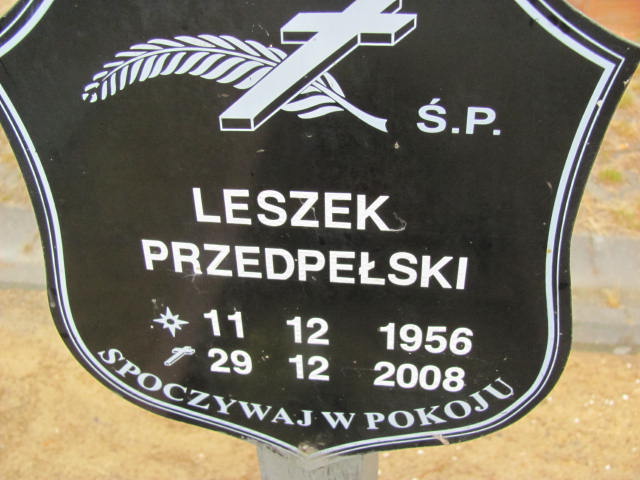 Ś.P.
LESZEK
PRZEDPEŁSKI
11 12 1956
29 12 2008
SPOCZYWAJ W POKOJU